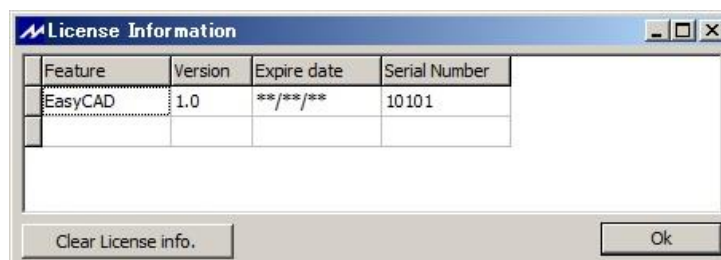 License Information
Feature Version Expire date Serial Number
EasyCAD 1.0 **/**/** 10101
Clear License info. Ok